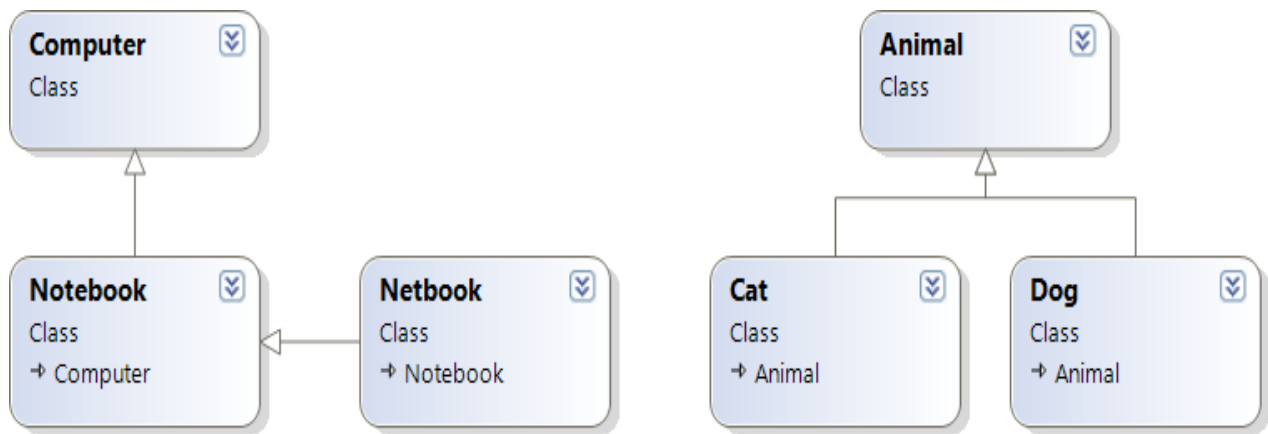 Computer
Class
Animal
Class
Notebook
Class
Computer
Netbook
Class
Notebook
Cat
Class
Animal
Dog
Class
Animal